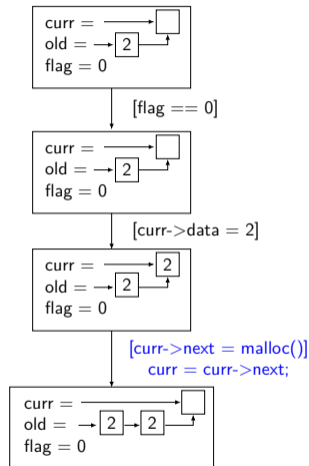 curr =
old = 2
flag = 0
[flag == 0]
curr =
old = 2
flag = 0
[curr->data = 2]
curr = 2
old = 2
flag = 0
[curr->next = malloc()]
curr = curr->next;
curr =
old = 2 2
flag = 0